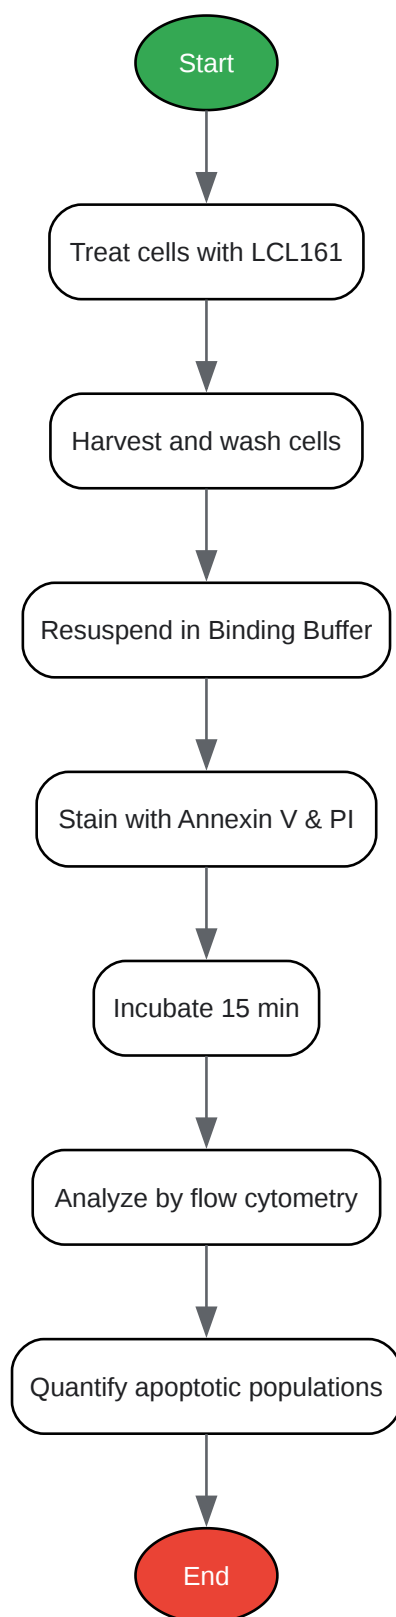 Start
Treat cells with LCL161
Harvest and wash cells
Resuspend in Binding Buffer
Stain with Annexin V & PI
Incubate 15 min
Analyze by flow cytometry
Quantify apoptotic populations
End